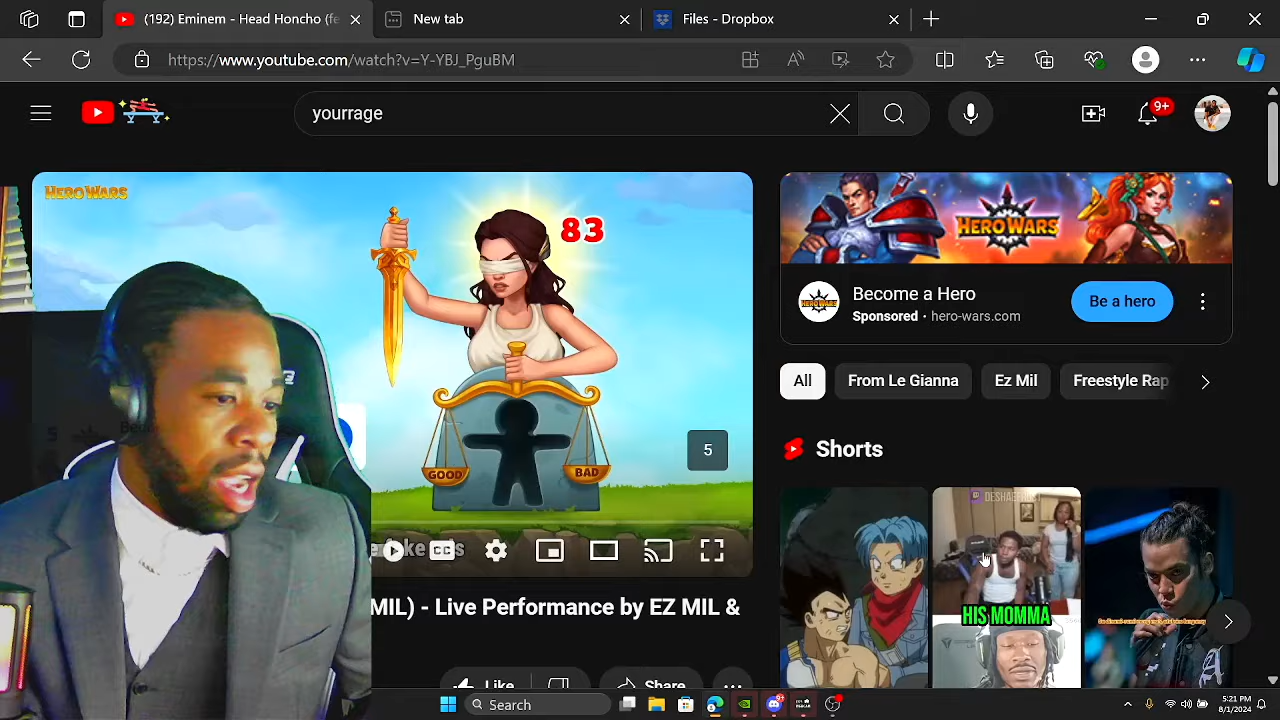 (192) Eminem - Head Honcho (fe
New tab
Files - Dropbox
https://www.youtube.com/watch?v=Y-YBJ_PguBM
yourrage
9+
HERO WARS
83
GOOD
BAD
5
HERO WARS
Become a Hero
Sponsored · hero-wars.com
Be a hero
All
From Le Gianna
Ez Mil
Freestyle Rap
Shorts
DESHAEFROST
HIS MOMMA
MIL) - Live Performance by EZ MIL &
Like
Share
Search
5:21 PM
8/1/2024